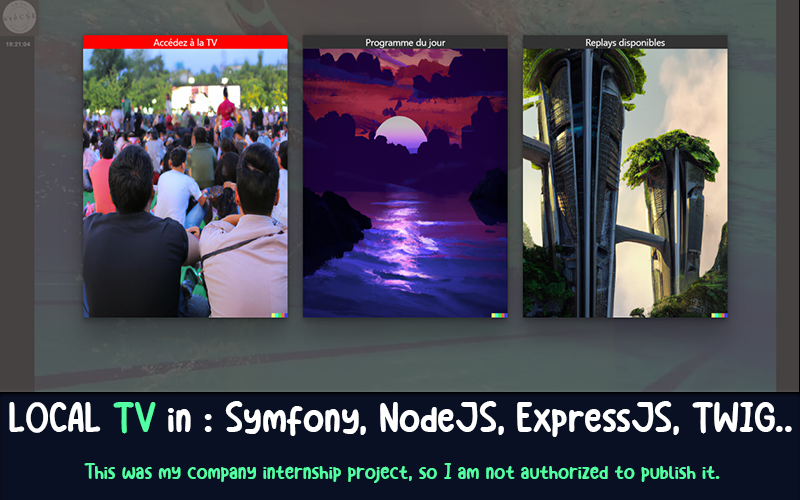 18:21:04
Accédez à la TV
Programme du jour
Replays disponibles
LOCAL TV in : Symfony, NodeJS, ExpressJS, TWIG..
This was my company internship project, so I am not authorized to publish it.